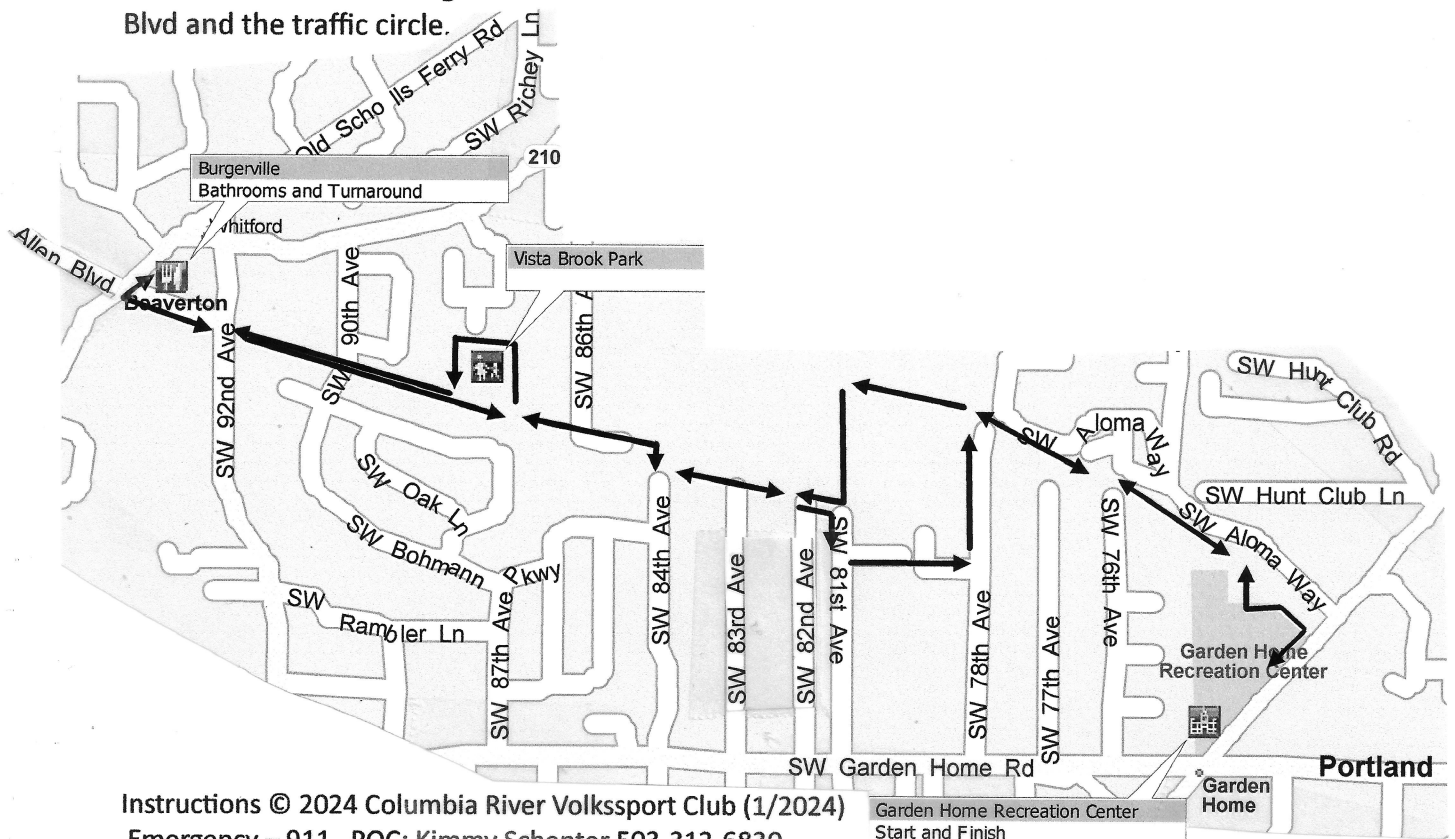 Blvd and the traffic circle.
Old Scholls Ferry Rd
SW Richey Ln
210
Burgerville
Bathrooms and Turnaround
Whitford
Allen Blvd
Beaverton
Vista Brook Park
90th Ave
SW
SW 86th A
SW 92nd Ave
SW Hunt Club Rd
SW Aloma Way
SW Hunt Club Ln
SW Oak Ln
SW Bohmann Pkwy
SW Aloma Way
SW Rambler Ln
SW 87th Ave
SW 84th Ave
SW 83rd Ave
SW 82nd Ave
SW 81st Ave
SW 78th Ave
SW 77th Ave
SW 76th Ave
Garden Home
Recreation Center
SW Garden Home Rd
Portland
Garden
Home
Instructions © 2024 Columbia River Volkssport Club (1/2024)
Garden Home Recreation Center
Start and Finish
Emergency – 911 POC: Kimmy